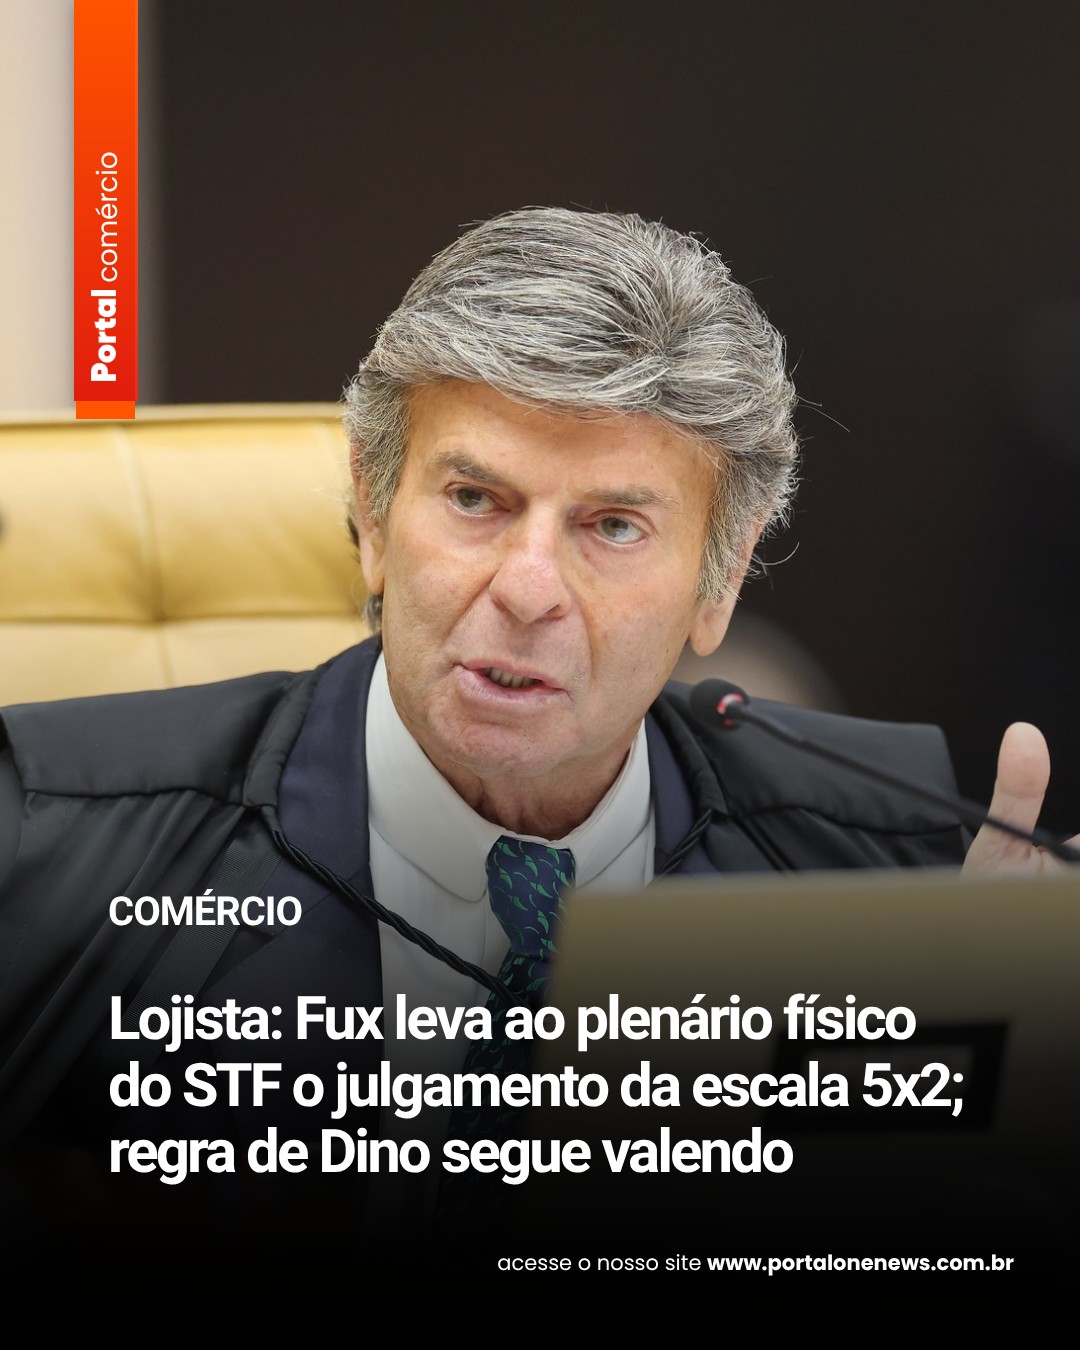 Portal comércio
COMÉRCIO
Lojista: Fux leva ao plenário físico
do STF o julgamento da escala 5x2;
regra de Dino segue valendo
acesse o nosso site www.portalonenews.com.br